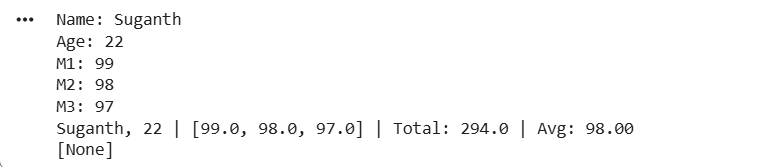 Name: Suganth
Age: 22
M1: 99
M2: 98
M3: 97
Suganth, 22 | [99.0, 98.0, 97.0] | Total: 294.0 | Avg: 98.00
[None]